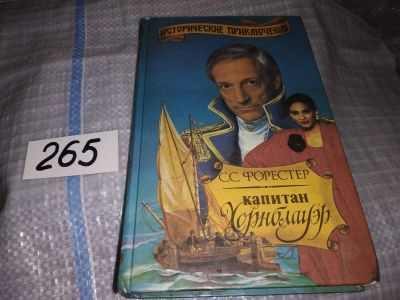 ИСТОРИЧЕСКИЕ ПРИКЛЮЧЕНИЯ
265
С.С. ФОРЕСТЕР
КАПИТАН
Хорнблауэр